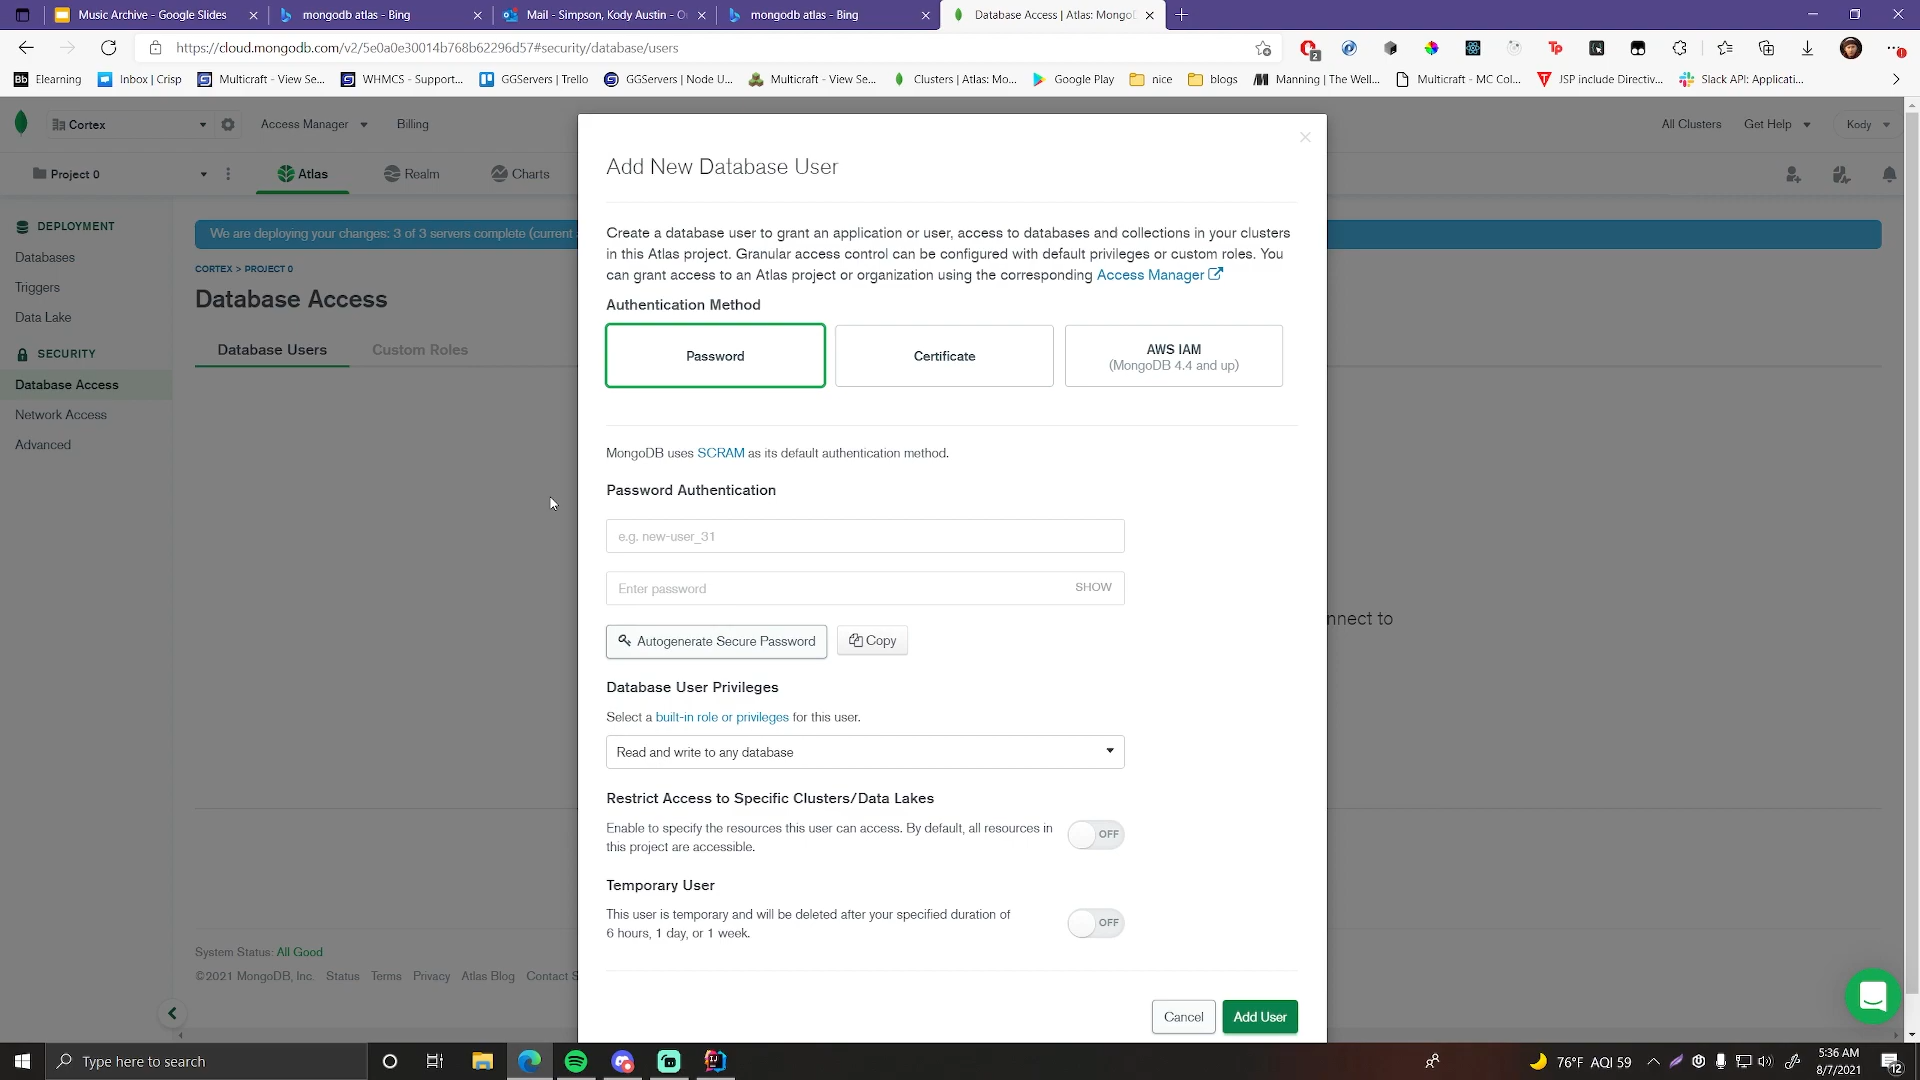 Music Archive - Google Slides
mongodb atlas - Bing
Mail - Simpson, Kody Austin - O
mongodb atlas - Bing
Database Access | Atlas: MongoD
https://cloud.mongodb.com/v2/5e0a0e30014b768b62296d57#security/database/users
2
Bb Elearning
Inbox | Crisp
Multicraft - View Se...
WHMCS - Support...
GGServers | Trello
GGServers | Node U...
Multicraft - View Se...
Clusters | Atlas: Mo...
Google Play
nice
blogs
Manning | The Well...
Multicraft - MC Col...
JSP include Directiv...
Slack API: Applicati...
Cortex
Access Manager
Billing
All Clusters
Get Help
Kody
Project 0
Atlas
Realm
Charts
DEPLOYMENT
Databases
Triggers
Data Lake
SECURITY
Database Access
Network Access
Advanced
We are deploying your changes: 3 of 3 servers complete (current
CORTEX > PROJECT 0
Database Access
Database Users
Custom Roles
nnect to
System Status: All Good
©2021 MongoDB, Inc. Status Terms Privacy Atlas Blog Contact S
Add New Database User
Create a database user to grant an application or user, access to databases and collections in your clusters
in this Atlas project. Granular access control can be configured with default privileges or custom roles. You
can grant access to an Atlas project or organization using the corresponding Access Manager
Authentication Method
Password
Certificate
AWS IAM
(MongoDB 4.4 and up)
MongoDB uses SCRAM as its default authentication method.
Password Authentication
e.g. new-user_31
Enter password
SHOW
Autogenerate Secure Password
Copy
Database User Privileges
Select a built-in role or privileges for this user.
Read and write to any database
Restrict Access to Specific Clusters/Data Lakes
Enable to specify the resources this user can access. By default, all resources in
this project are accessible.
OFF
Temporary User
This user is temporary and will be deleted after your specified duration of
6 hours, 1 day, or 1 week.
OFF
Cancel
Add User
Type here to search
76°F AQI 59
5:36 AM
8/7/2021
12